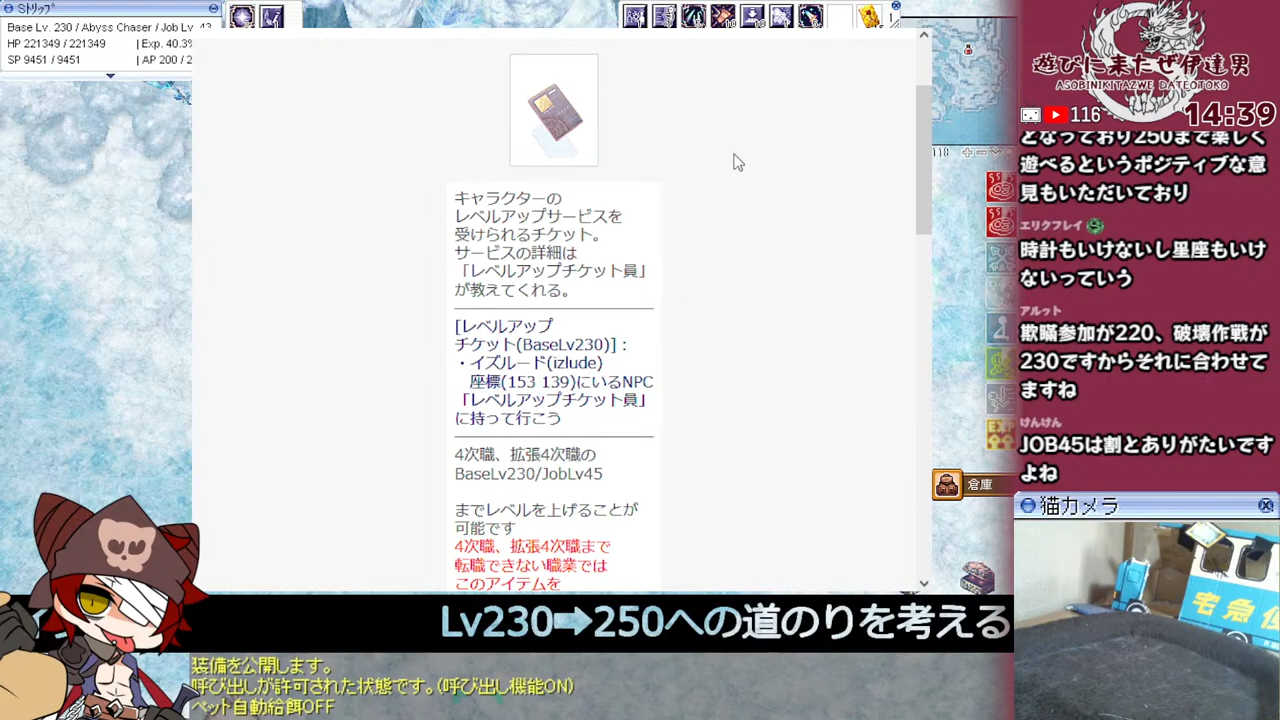 Sﾄﾘｯﾌﾟ
Base Lv. 230 / Abyss Chaser / Job Lv. 43
HP 221349 / 221349 | Exp. 40.3%
SP 9451 / 9451 | AP 200 / 2
キャラクターの
レベルアップサービスを
受けられるチケット。
サービスの詳細は
「レベルアップチケット員」
が教えてくれる。
[レベルアップ
チケット(BaseLv230)]：
・イズルード(izlude)
座標(153 139)にいるNPC
「レベルアップチケット員」
に持って行こう
4次職、拡張4次職の
BaseLv230/JobLv45
までレベルを上げることが
可能です
4次職、拡張4次職まで
転職できない職業では
このアイテムを
118
倉庫
遊びに来たぜ伊達男
ASOBINIKITAZWE DATEOTOKO
116
14:39
となっており250まで楽しく
遊べるというポジティブな意
見もいただいており
エリクフレイ
時計もいけないし星座もいけ
ないっていう
アルット
欺瞞参加が220、破壊作戦が
230ですからそれに合わせて
ますね
けんけん
JOB45は割とありがたいです
よね
猫カメラ
宅急
Lv230➡250への道のりを考える
装備を公開します。
呼び出しが許可された状態です。(呼び出し機能ON)
ペット自動給餌OFF